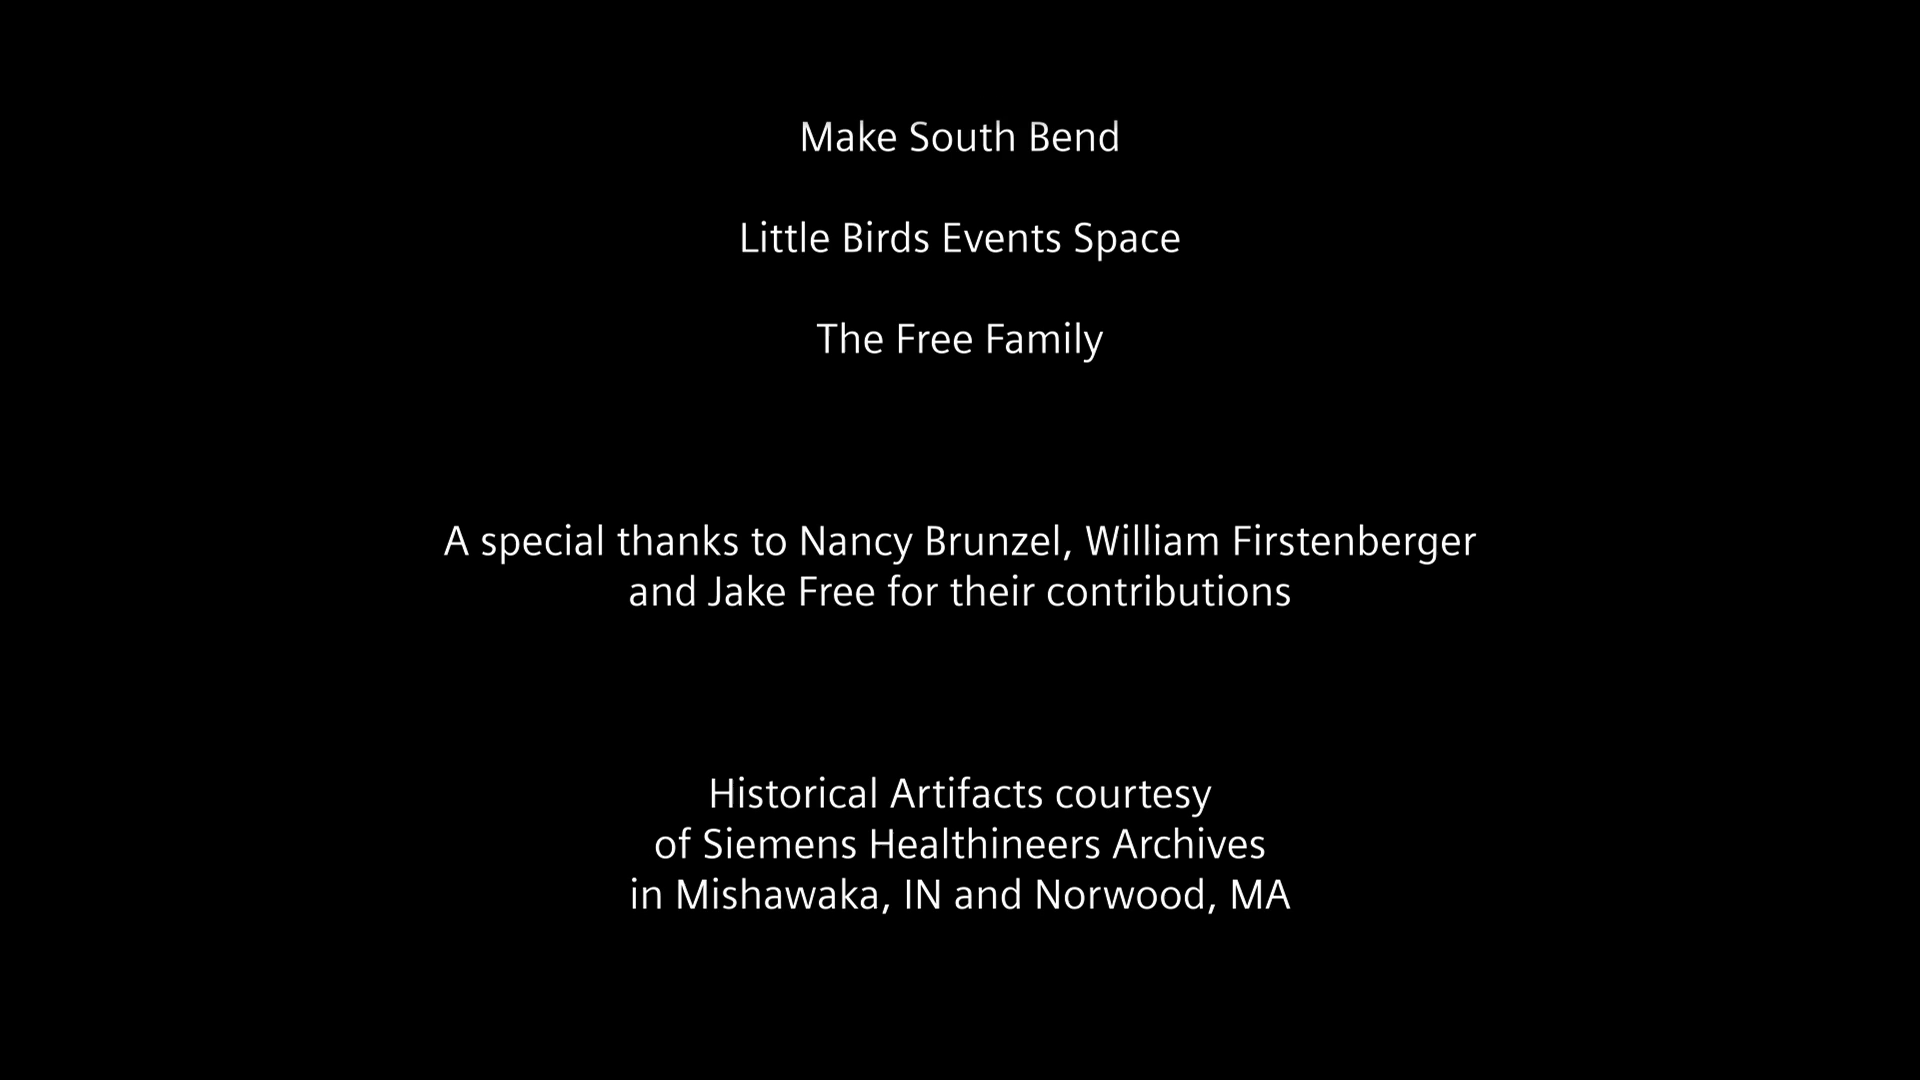 Make South Bend
Little Birds Events Space
The Free Family
A special thanks to Nancy Brunzel, William Firstenberger
and Jake Free for their contributions
Historical Artifacts courtesy
of Siemens Healthineers Archives
in Mishawaka, IN and Norwood, MA